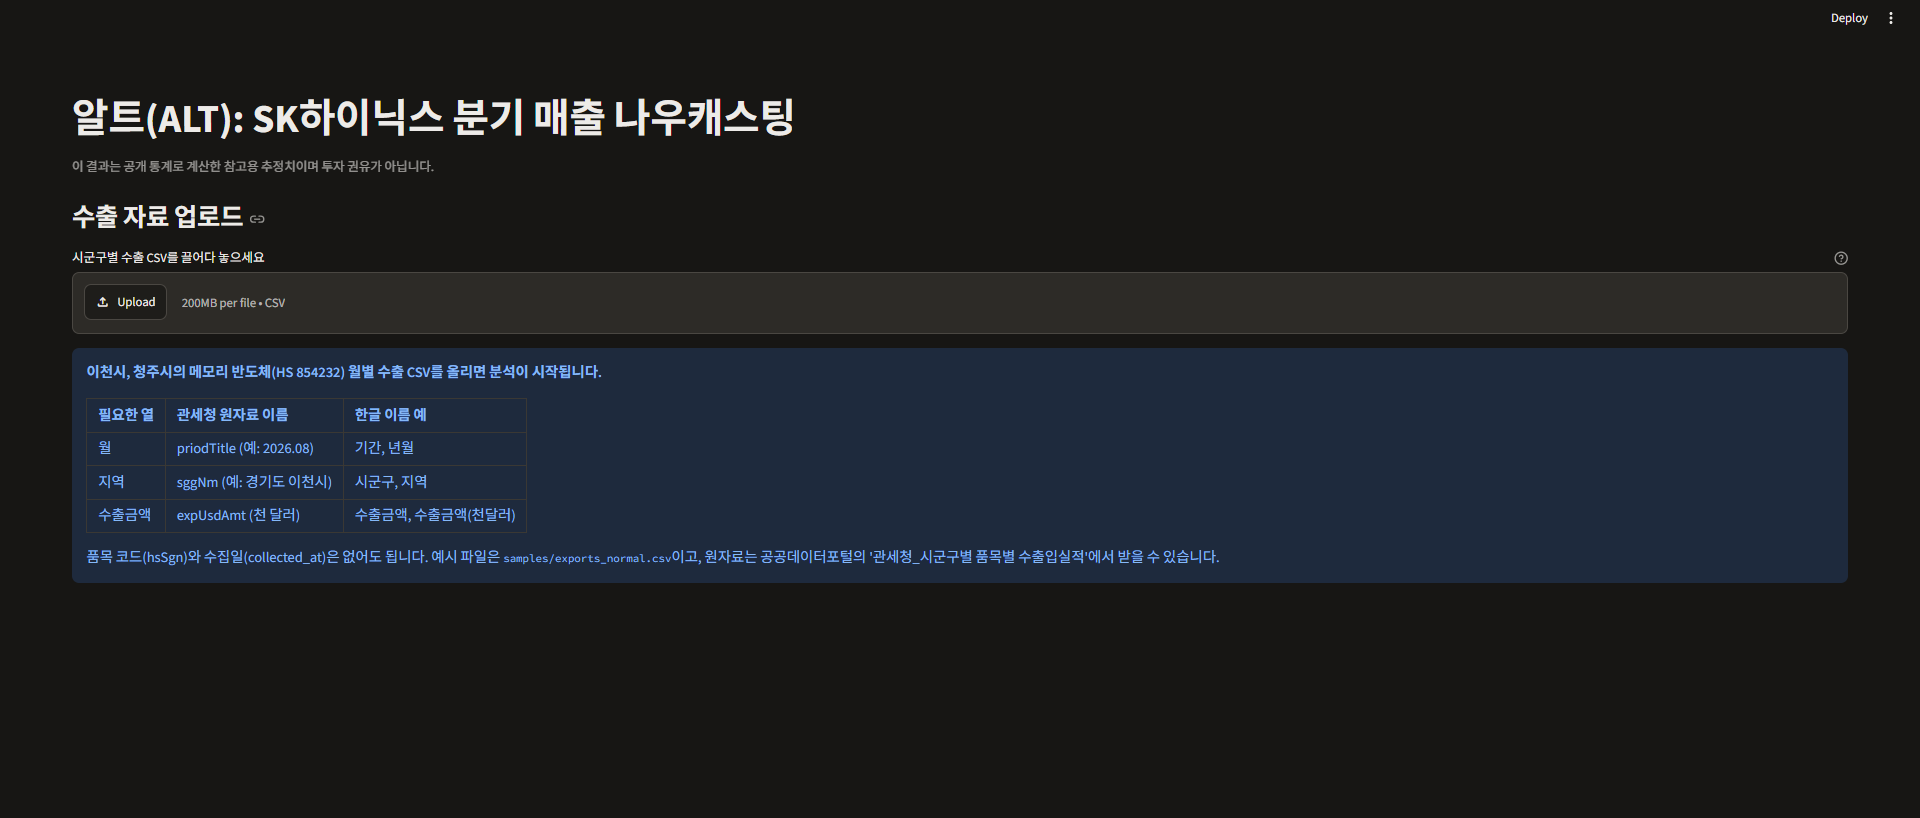 Deploy
알트(ALT): SK하이닉스 분기 매출 나우캐스팅
이 결과는 공개 통계로 계산한 참고용 추정치이며 투자 권유가 아닙니다.
수출 자료 업로드
시군구별 수출 CSV를 끌어다 놓으세요
Upload 200MB per file • CSV
이천시, 청주시의 메모리 반도체(HS 854232) 월별 수출 CSV를 올리면 분석이 시작됩니다.
필요한 열 관세청 원자료 이름 한글 이름 예
월 priodTitle (예: 2026.08) 기간, 년월
지역 sggNm (예: 경기도 이천시) 시군구, 지역
수출금액 expUsdAmt (천 달러) 수출금액, 수출금액(천달러)
품목 코드(hsSgn)와 수집일(collected_at)은 없어도 됩니다. 예시 파일은 samples/exports_normal.csv이고, 원자료는 공공데이터포털의 '관세청_시군구별 품목별 수출입실적'에서 받을 수 있습니다.